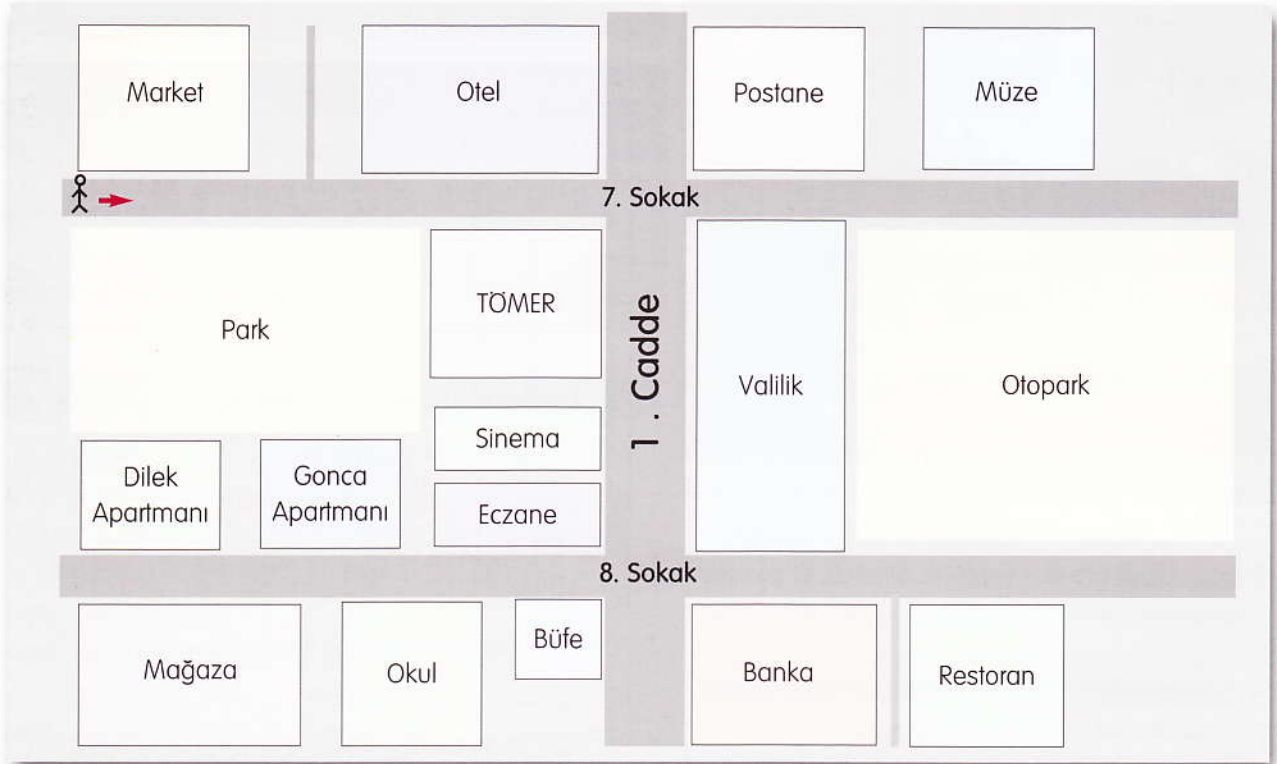 Market
Otel
Postane
Müze
7. Sokak
Park
TÖMER
1. Cadde
Valilik
Otopark
Sinema
Dilek
Apartmanı
Gonca
Apartmanı
Eczane
8. Sokak
Mağaza
Okul
Büfe
Banka
Restoran